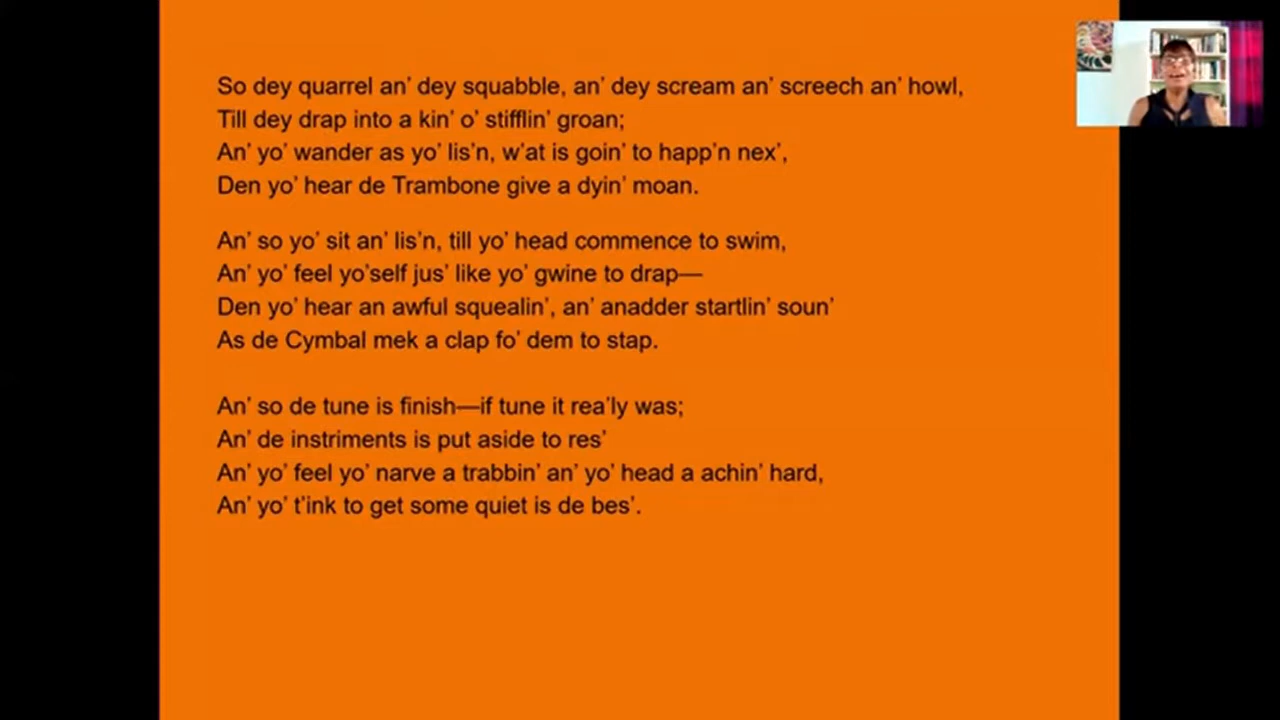 So dey quarrel an’ dey squabble, an’ dey scream an’ screech an’ howl,
Till dey drap into a kin’ o’ stifflin’ groan;
An’ yo’ wander as yo’ lis’n, w’at is goin’ to happ’n nex’,
Den yo’ hear de Trambone give a dyin’ moan.
An’ so yo’ sit an’ lis’n, till yo’ head commence to swim,
An’ yo’ feel yo’self jus’ like yo’ gwine to drap—
Den yo’ hear an awful squealin’, an’ anadder startlin’ soun’
As de Cymbal mek a clap fo’ dem to stap.
An’ so de tune is finish—if tune it rea’ly was;
An’ de instriments is put aside to res’
An’ yo’ feel yo’ narve a trabbin’ an’ yo’ head a achin’ hard,
An’ yo’ t’ink to get some quiet is de bes’.